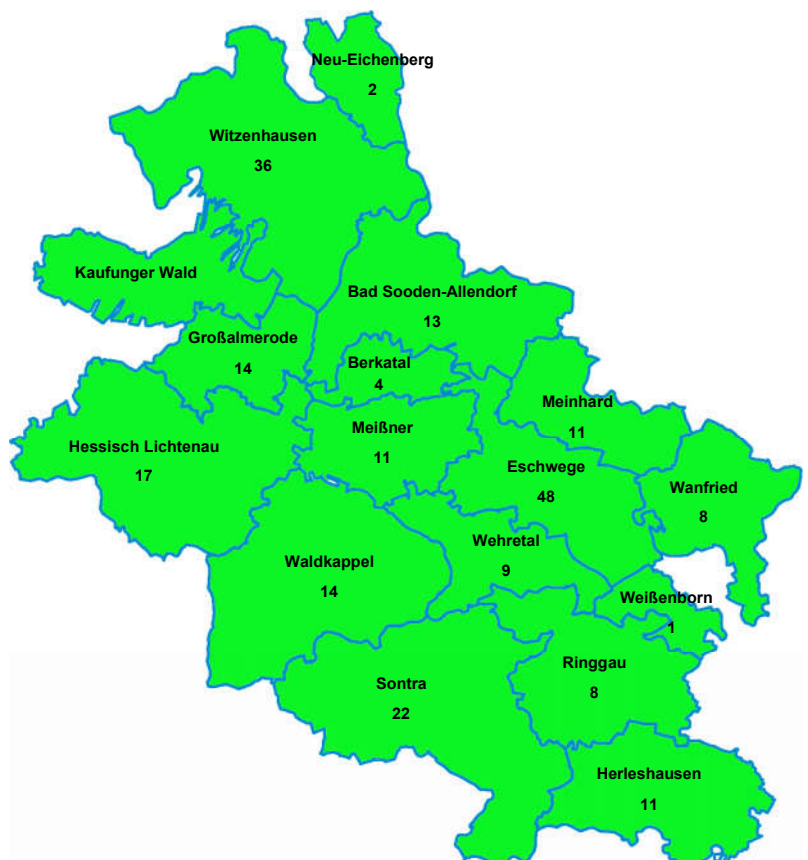 Neu-Eichenberg
2
Witzenhausen
36
Kaufunger Wald
Bad Sooden-Allendorf
13
Großalmerode
14
Berkatal
4
Meinhard
11
Meißner
11
Hessisch Lichtenau
17
Eschwege
48
Wanfried
8
Wehretal
9
Waldkappel
14
Weißenborn
1
Ringgau
8
Sontra
22
Herleshausen
11